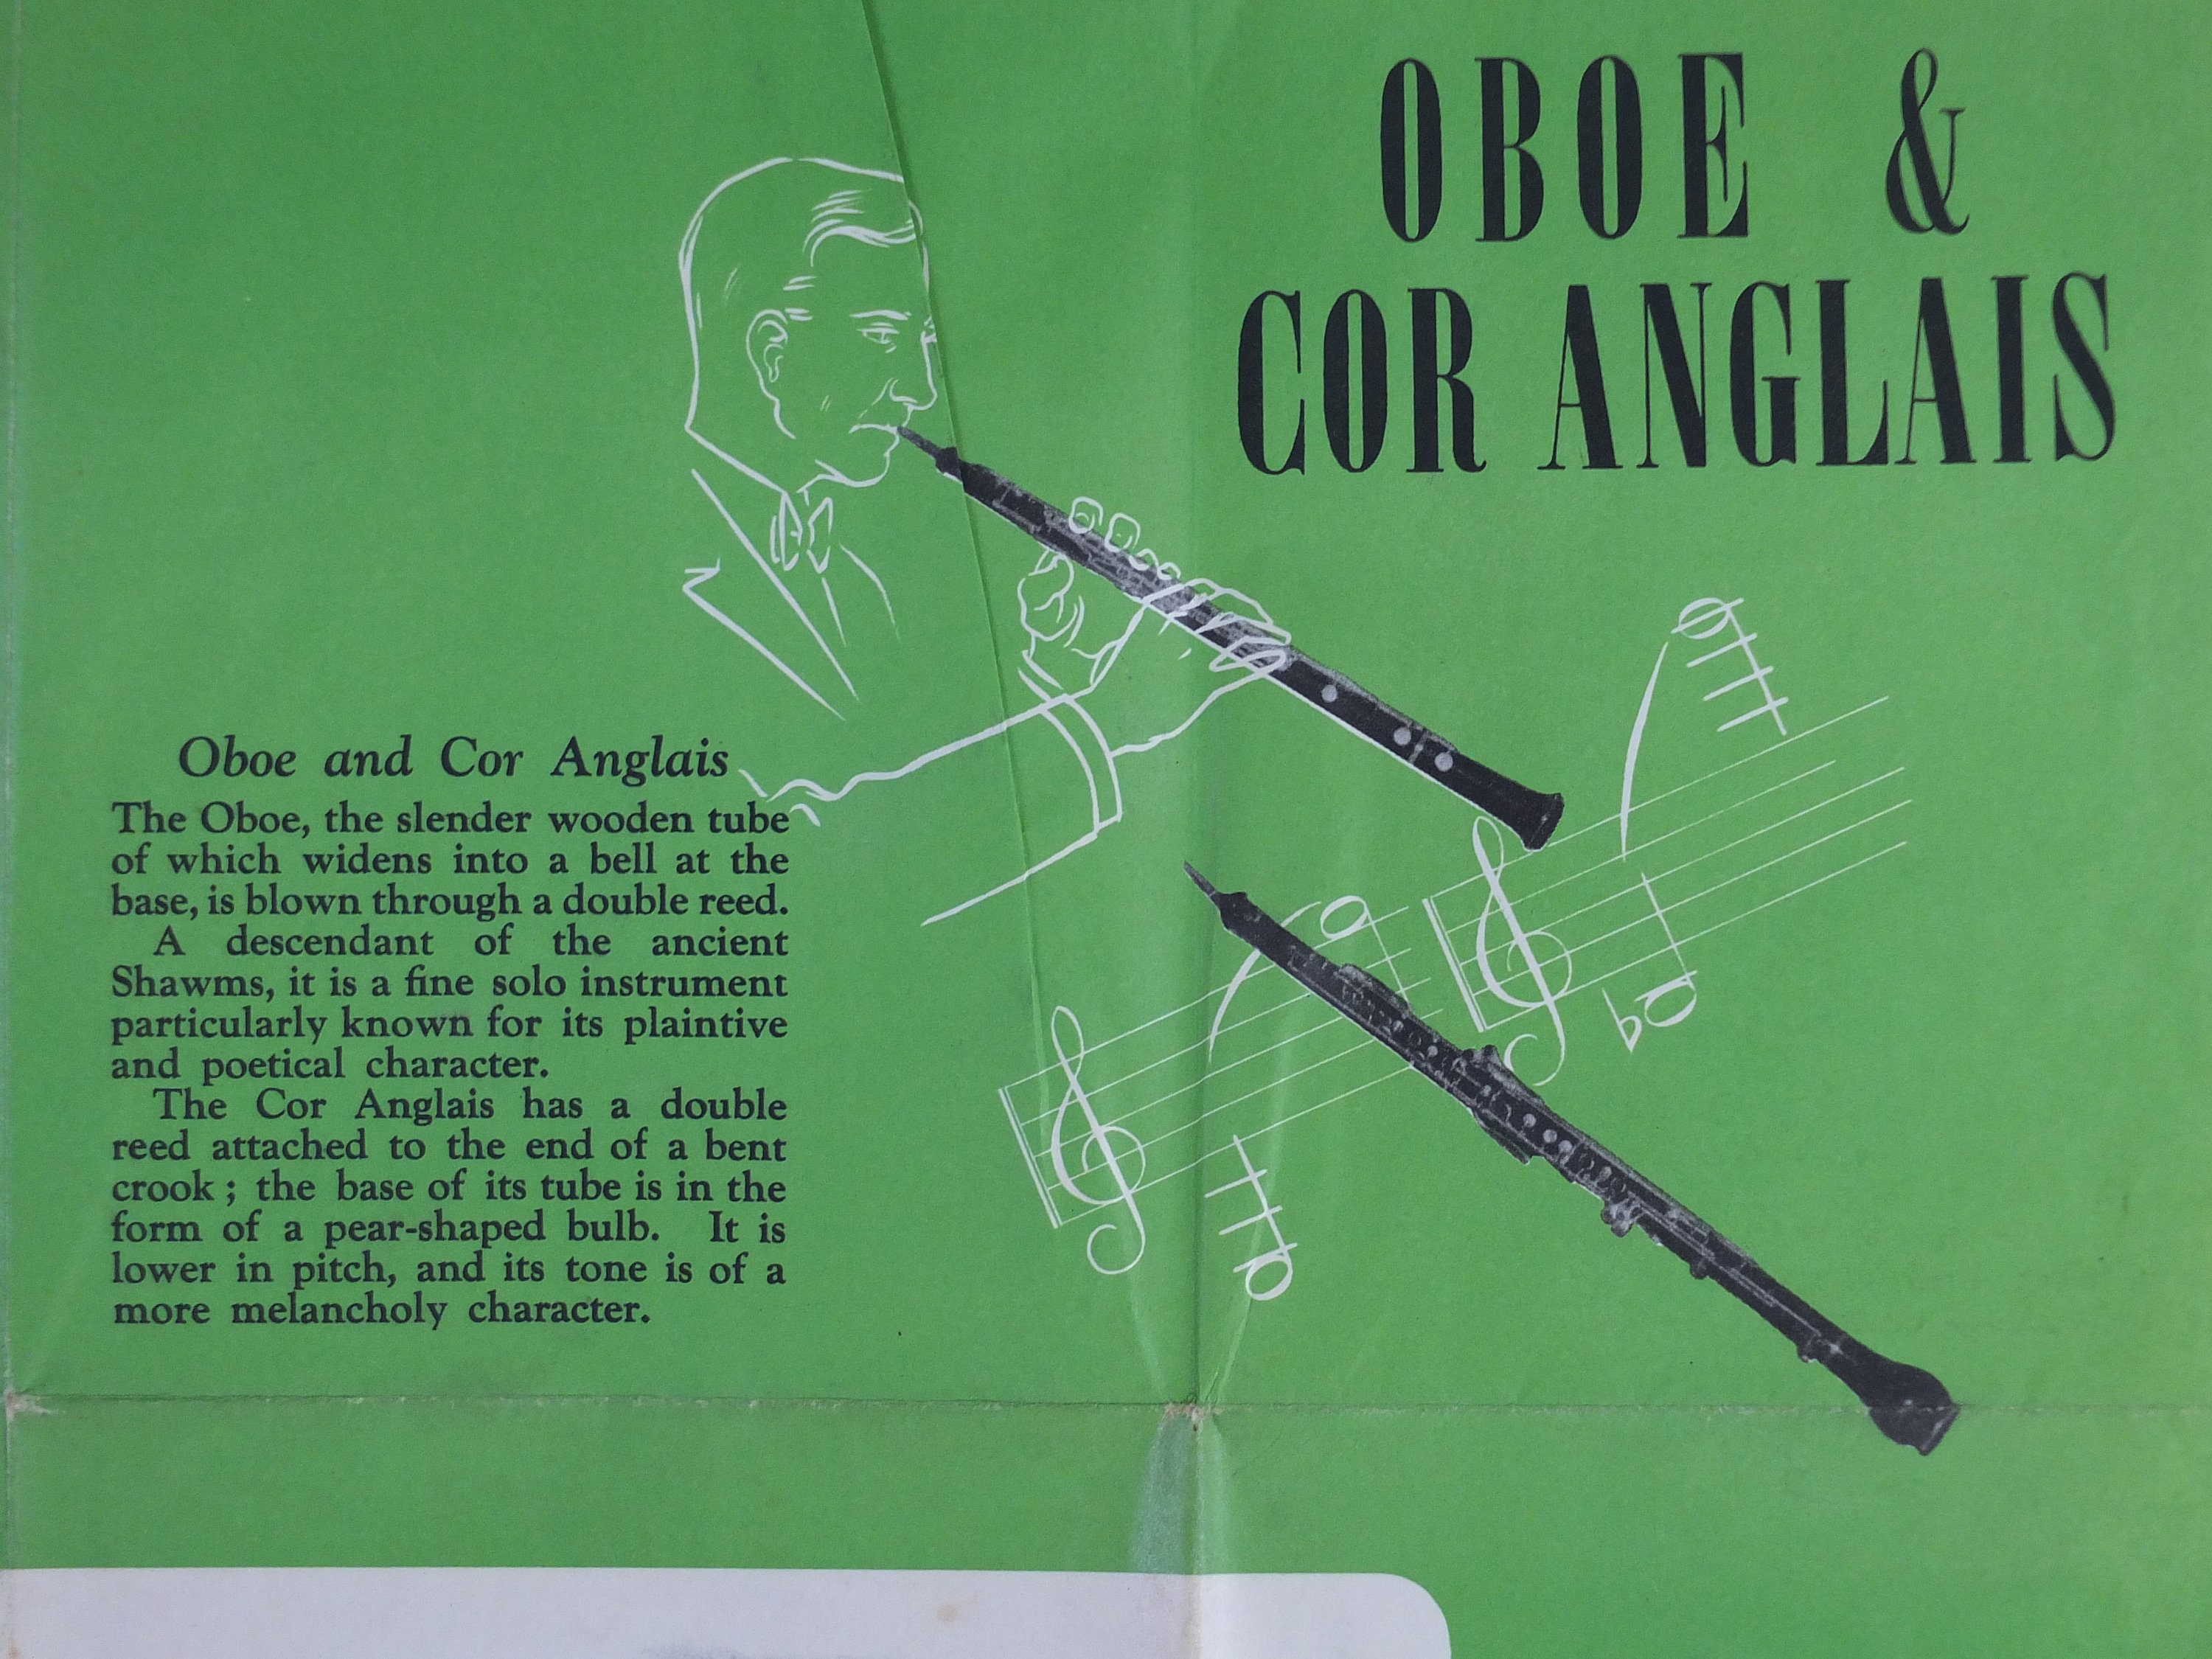 OBOE &
COR ANGLAIS
Oboe and Cor Anglais
The Oboe, the slender wooden tube
of which widens into a bell at the
base, is blown through a double reed.
A descendant of the ancient
Shawms, it is a fine solo instrument
particularly known for its plaintive
and poetical character.
The Cor Anglais has a double
reed attached to the end of a bent
crook ; the base of its tube is in the
form of a pear-shaped bulb. It is
lower in pitch, and its tone is of a
more melancholy character.